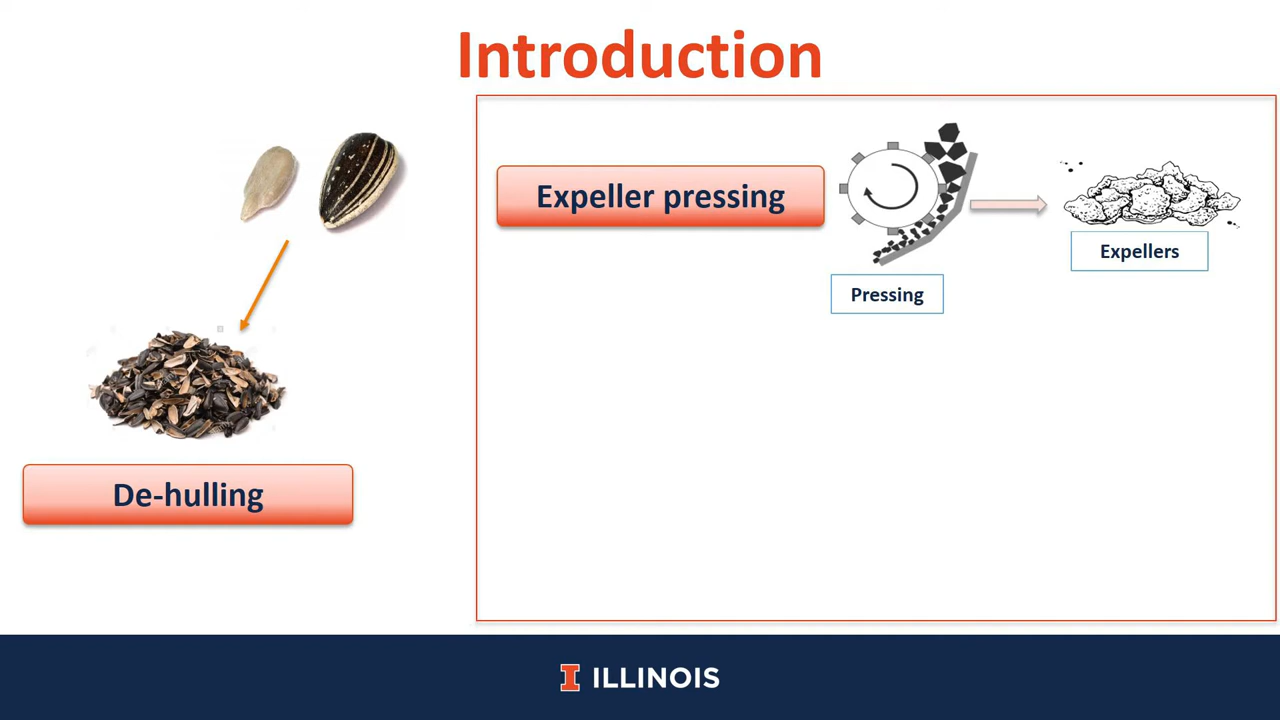 Introduction
Expeller pressing
Expellers
Pressing
De-hulling
ILLINOIS